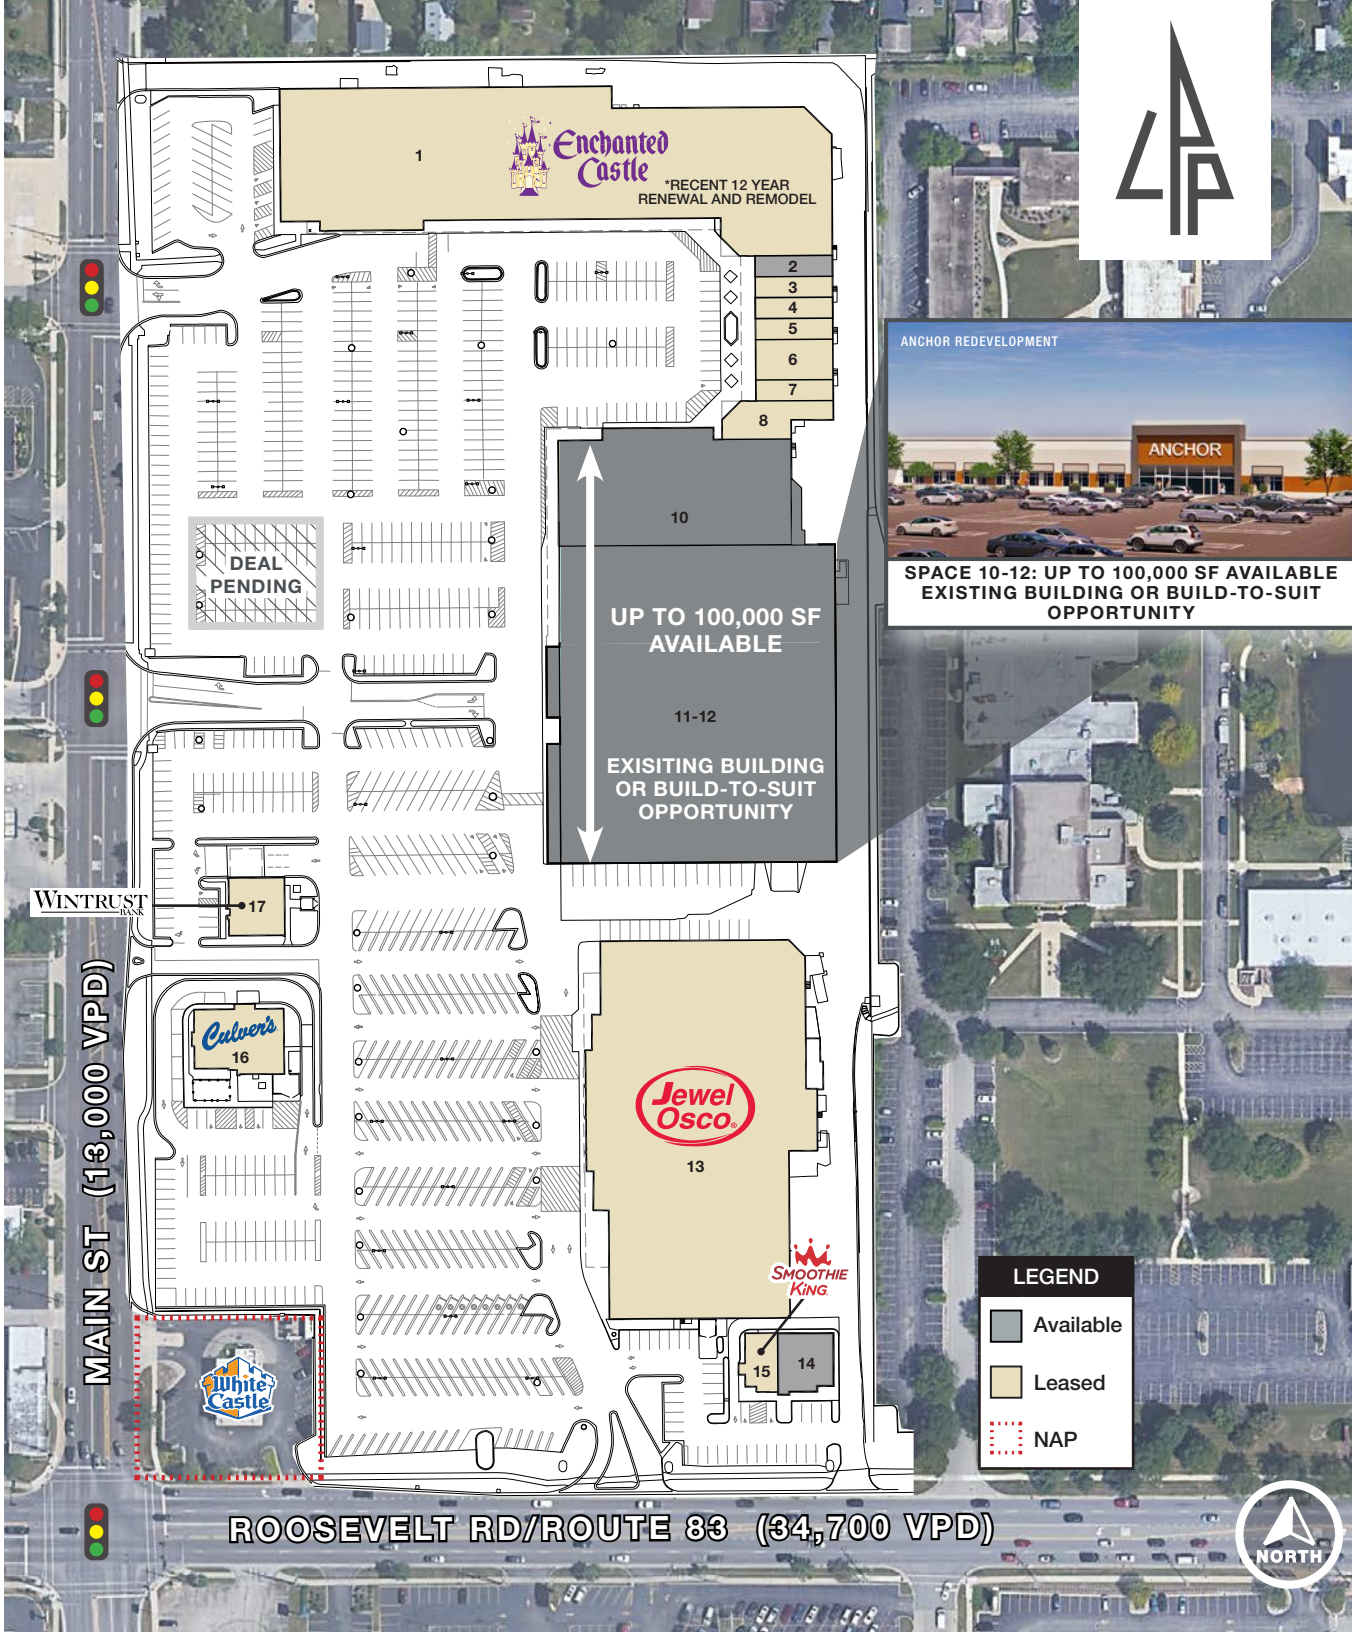 1
Enchanted
Castle
*RECENT 12 YEAR
RENEWAL AND REMODEL
2
3
4
5
6
7
8
ANCHOR REDEVELOPMENT
ANCHOR
SPACE 10-12: UP TO 100,000 SF AVAILABLE
EXISTING BUILDING OR BUILD-TO-SUIT
OPPORTUNITY
10
DEAL
PENDING
UP TO 100,000 SF
AVAILABLE
11-12
EXISITING BUILDING
OR BUILD-TO-SUIT
OPPORTUNITY
WINTRUST
BANK
17
Culver's
16
Jewel
Osco®
13
SMOOTHIE
KING
15
14
White
Castle
MAIN ST (13,000 VPD)
ROOSEVELT RD/ROUTE 83 (34,700 VPD)
LEGEND
Available
Leased
NAP
NORTH